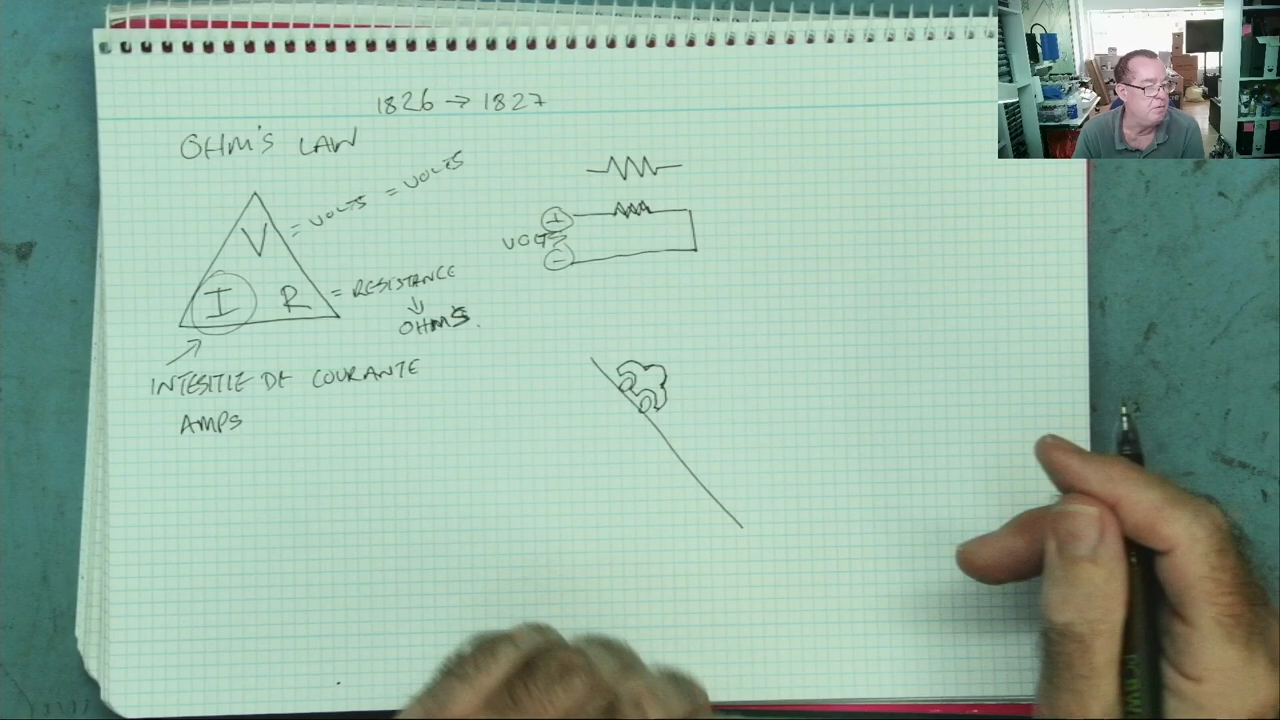 1826 → 1827
OHM'S LAW
V = VOLTS = VOLTS
I R = RESISTANCE
↓
OHMS.
INTESITIE DE COURANTE
AMPS
+
VOLTS
-